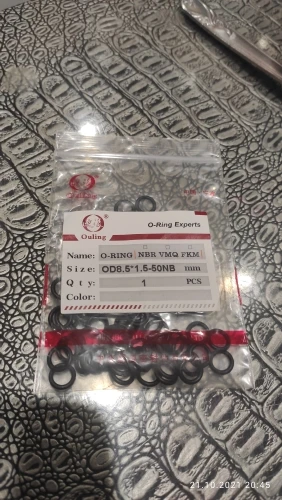 Ouling
O-Ring Experts
Name: O-RING NBR VMQ FKM
Size: OD8.5*1.5-50NB mm
Qty: 1 PCS
Color:
21.10.2021 20:45